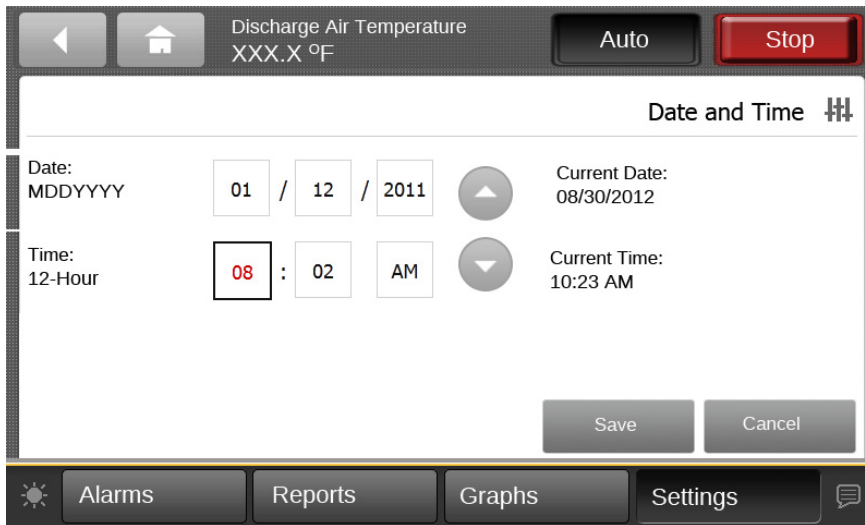 Discharge Air Temperature
XXX.X ºF
Auto
Stop
Date and Time
Date:
MDDYYYY
01 / 12 / 2011
Current Date:
08/30/2012
Time:
12-Hour
08 : 02 AM
Current Time:
10:23 AM
Save
Cancel
Alarms
Reports
Graphs
Settings